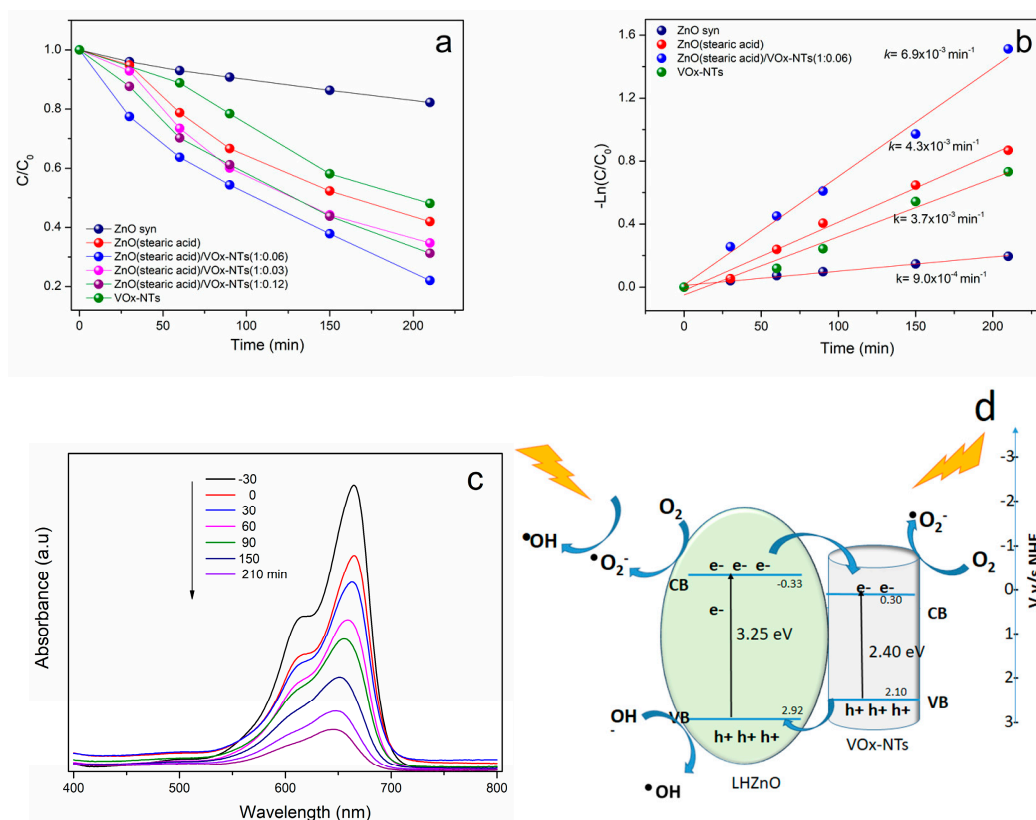 a
1.0
0.8
0.6
0.4
0.2
C/C0
ZnO syn
ZnO(stearic acid)
ZnO(stearic acid)/VOx-NTs(1:0.06)
ZnO(stearic acid)/VOx-NTs(1:0.03)
ZnO(stearic acid)/VOx-NTs(1:0.12)
VOx-NTs
0 50 100 150 200
Time (min)
b
ZnO syn
ZnO(stearic acid)
ZnO(stearic acid)/VOx-NTs(1:0.06)
VOx-NTs
k= 6.9x10-3 min-1
k= 4.3x10-3 min-1
k= 3.7x10-3 min-1
k= 9.0x10-4 min-1
1.6
1.2
0.8
0.4
0.0
-Ln(C/C0)
0 50 100 150 200
Time (min)
c
-30
0
30
60
90
150
210 min
Absorbance (a.u)
400 500 600 700 800
Wavelength (nm)
d
-3
-2
-1
0
1
2
3
V v/s NHE
•OH
•O2-
O2
•O2-
O2
e- e- e-
CB
-0.33
e-
3.25 eV
VB
2.92
h+ h+ h+
OH
-
•OH
LHZnO
e- e-
0.30
CB
2.40 eV
2.10
VB
h+ h+ h+
VOx-NTs